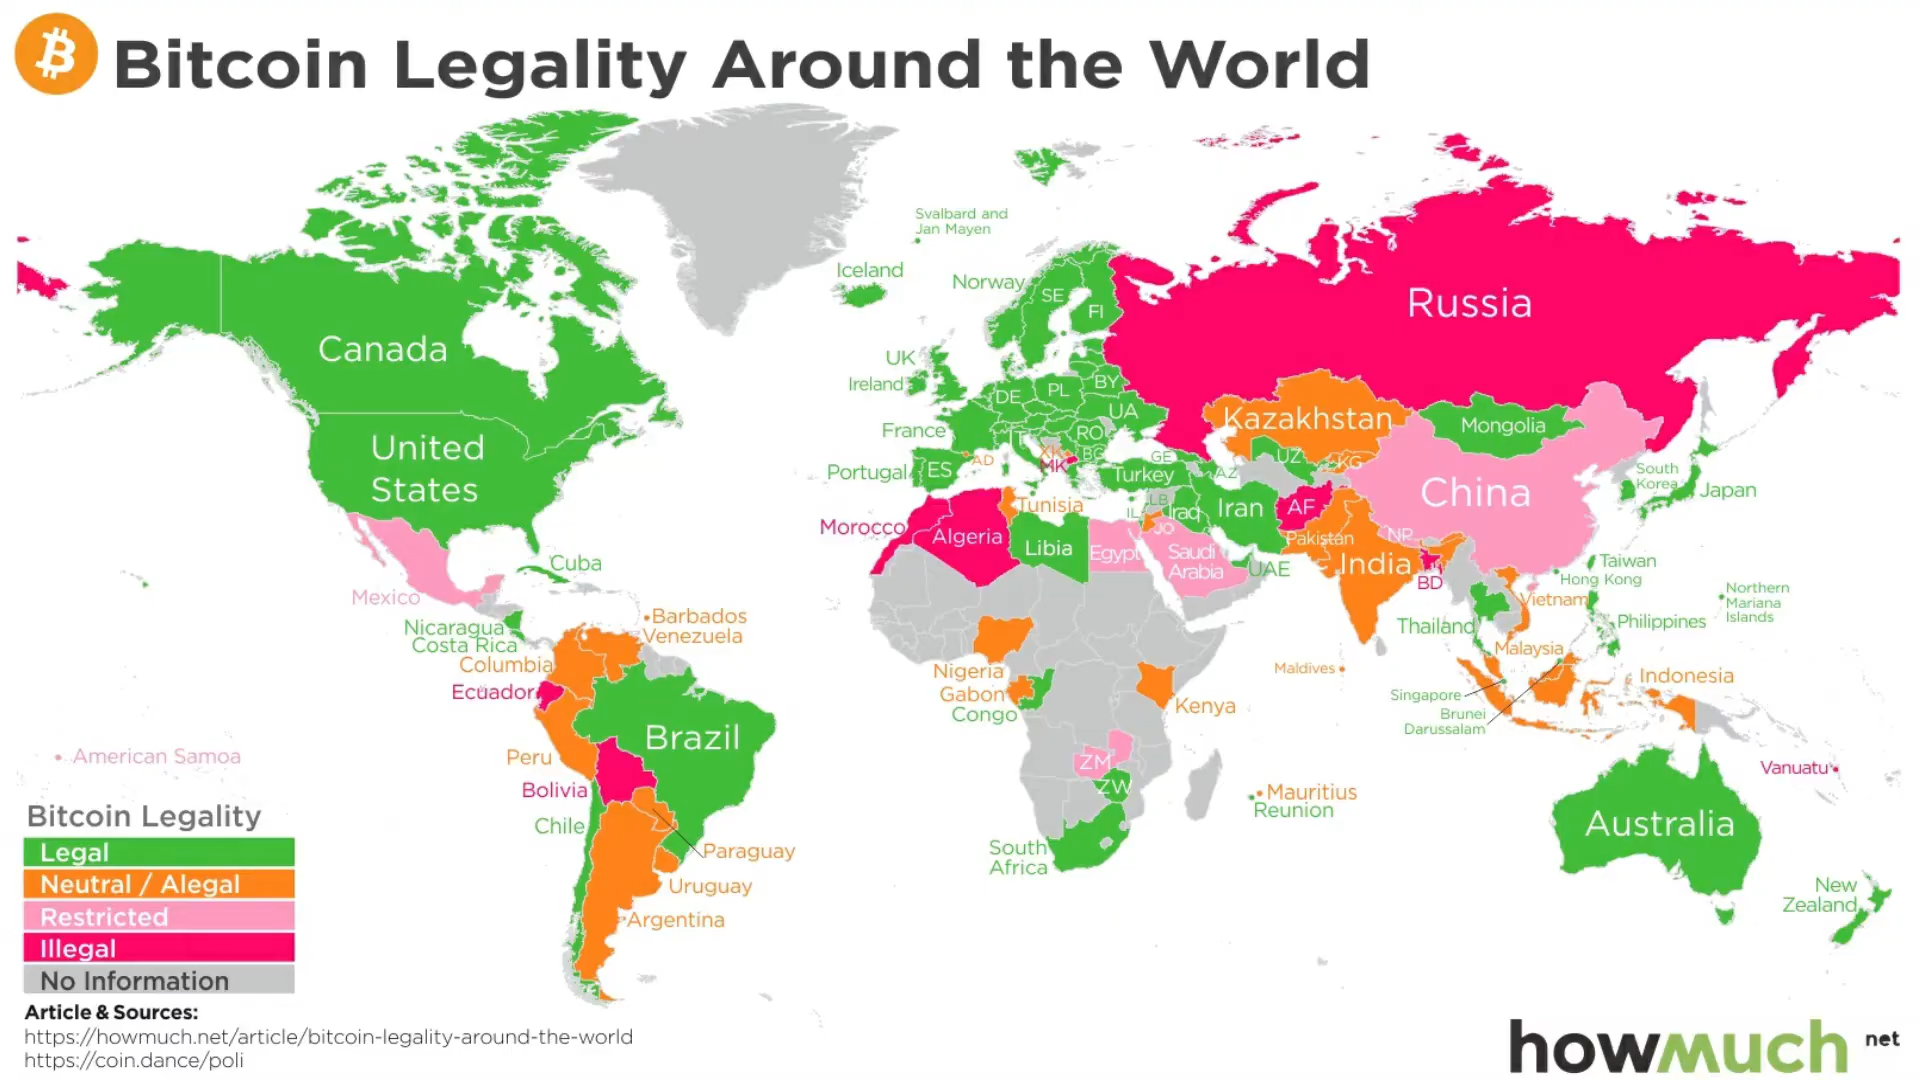 Bitcoin Legality Around the World
Svalbard and
Jan Mayen
Iceland
Norway
SE
FI
Russia
Canada
UK
Ireland
DE
PL
BY
UA
France
IT
RO
Kazakhstan
Mongolia
United
States
XK
BG
AD
MK
GE
UZ
KG
Portugal
ES
Turkey
AZ
China
South
Korea
Japan
Morocco
Algeria
Tunisia
Libia
Egypt
LB
IL
JO
Iraq
Iran
AF
Pakistan
NP
Saudi
Arabia
UAE
India
BD
Cuba
Mexico
Taiwan
Hong Kong
Northern
Mariana
Islands
Nicaragua
Costa Rica
Barbados
Venezuela
Columbia
Ecuador
Vietnam
Thailand
Philippines
Malaysia
Maldives
Singapore
Brunei
Darussalam
Indonesia
Nigeria
Gabon
Congo
Kenya
Brazil
Peru
Bolivia
Chile
American Samoa
ZM
ZW
Mauritius
Reunion
Vanuatu
Australia
South
Africa
Paraguay
Uruguay
Argentina
New
Zealand
Bitcoin Legality
Legal
Neutral / Alegal
Restricted
Illegal
No Information
Article & Sources:
https://howmuch.net/article/bitcoin-legality-around-the-world
https://coin.dance/poli
howmuch net